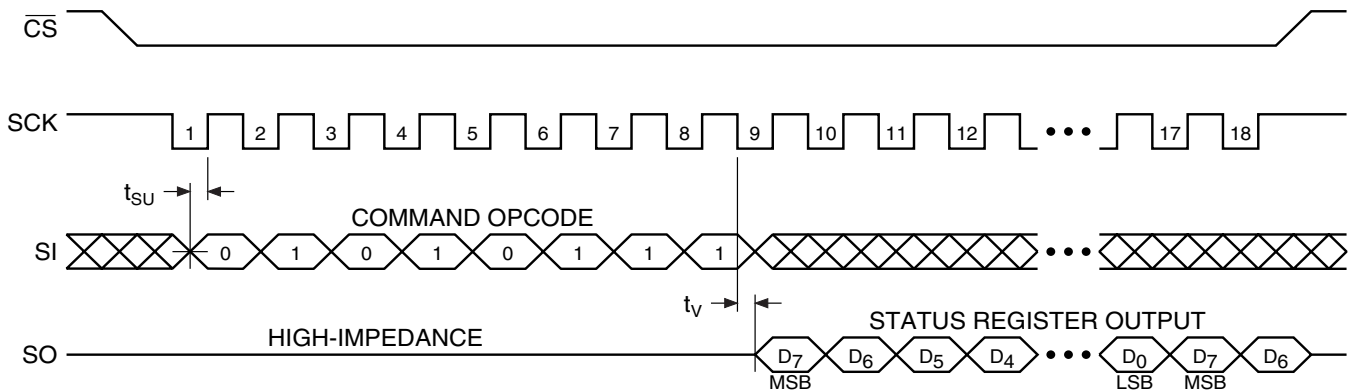 CS
SCK 1 2 3 4 5 6 7 8 9 10 11 12 ••• 17 18
tSU
COMMAND OPCODE
SI 0 1 0 1 0 1 1 1 •••
tV
HIGH-IMPEDANCE STATUS REGISTER OUTPUT
SO D7 D6 D5 D4 ••• D0 D7 D6
MSB LSB MSB